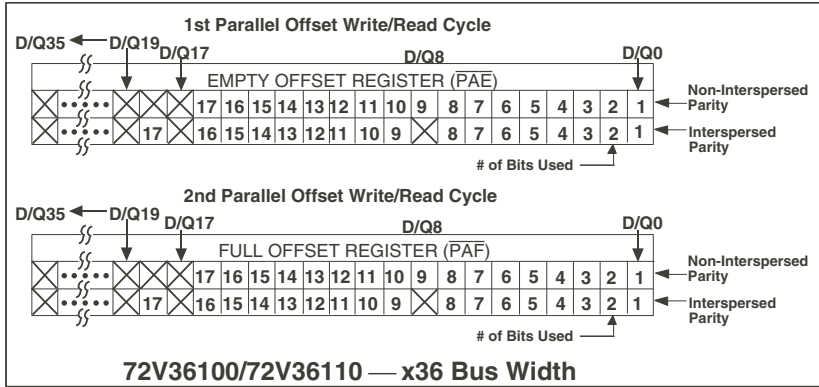 1st Parallel Offset Write/Read Cycle
D/Q35 D/Q19 D/Q17 D/Q8 D/Q0
EMPTY OFFSET REGISTER (PAE)
17 16 15 14 13 12 11 10 9 8 7 6 5 4 3 2 1 Non-Interspersed Parity
17 16 15 14 13 12 11 10 9 8 7 6 5 4 3 2 1 Interspersed Parity
# of Bits Used
2nd Parallel Offset Write/Read Cycle
D/Q35 D/Q19 D/Q17 D/Q8 D/Q0
FULL OFFSET REGISTER (PAF)
17 16 15 14 13 12 11 10 9 8 7 6 5 4 3 2 1 Non-Interspersed Parity
17 16 15 14 13 12 11 10 9 8 7 6 5 4 3 2 1 Interspersed Parity
# of Bits Used
72V36100/72V36110 — x36 Bus Width